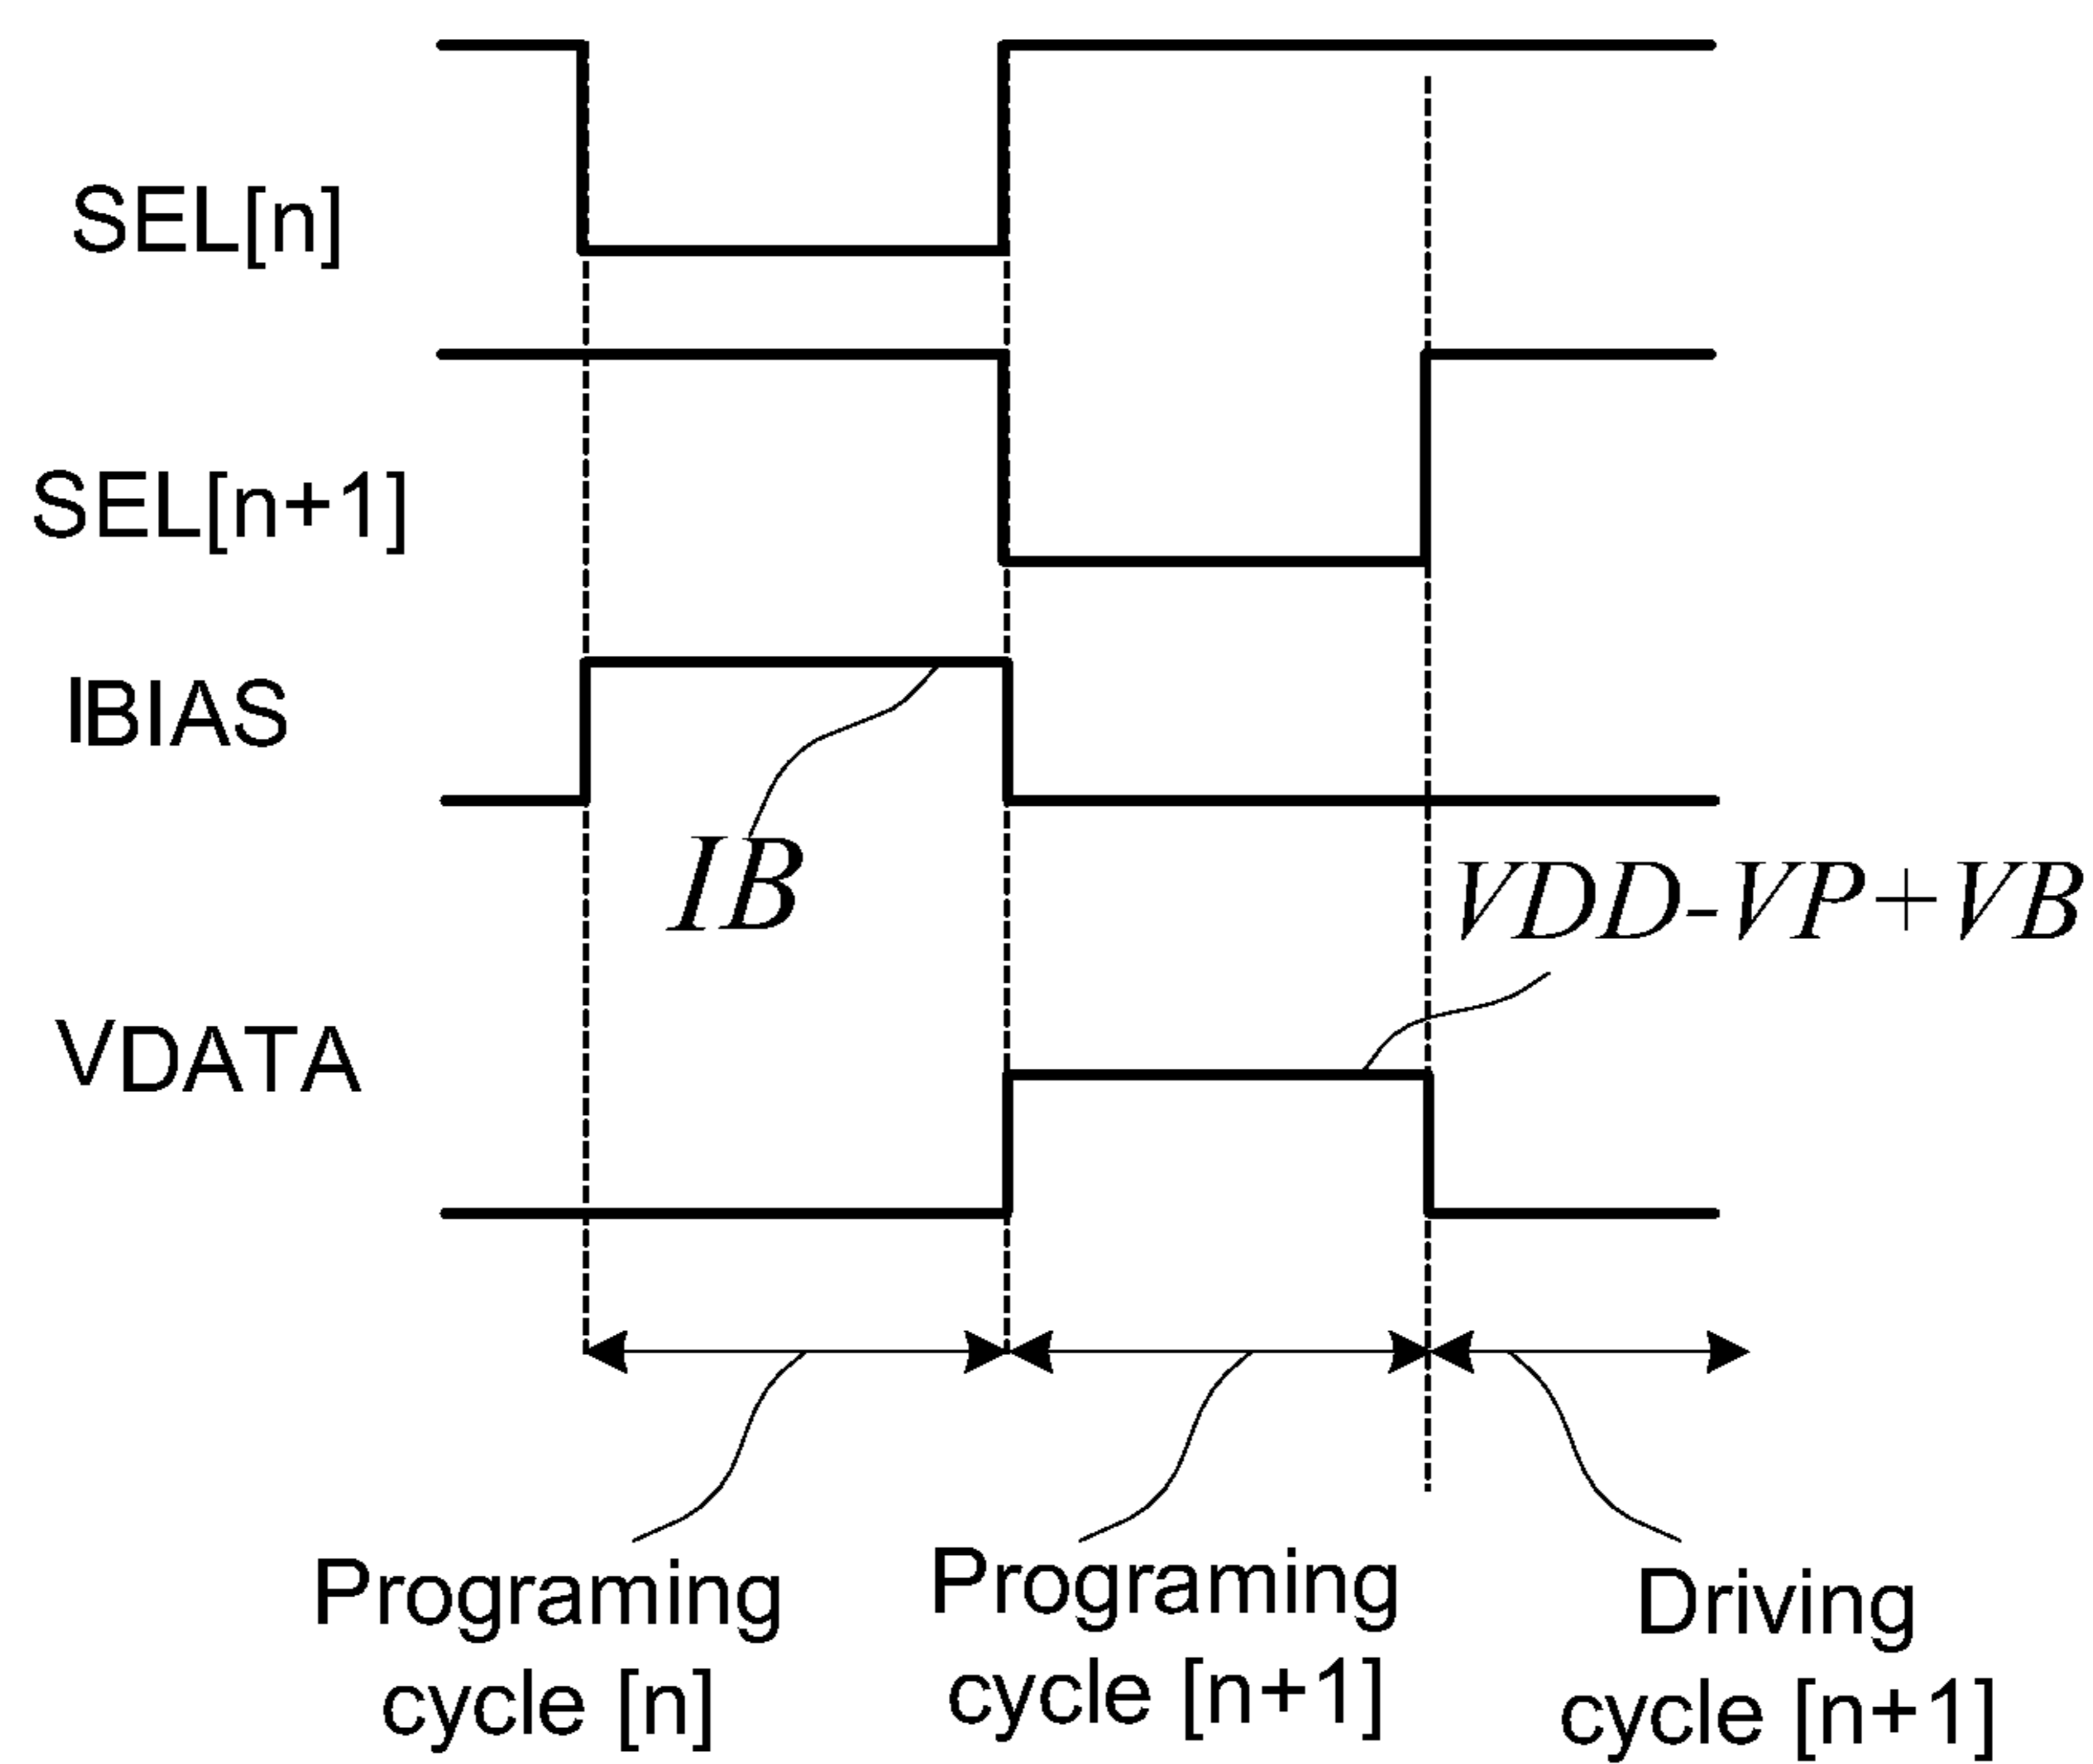 SEL[n]
SEL[n+1]
IBIAS
IB
VDD-VP+VB
VDATA
Programing
cycle [n]
Programing
cycle [n+1]
Driving
cycle [n+1]